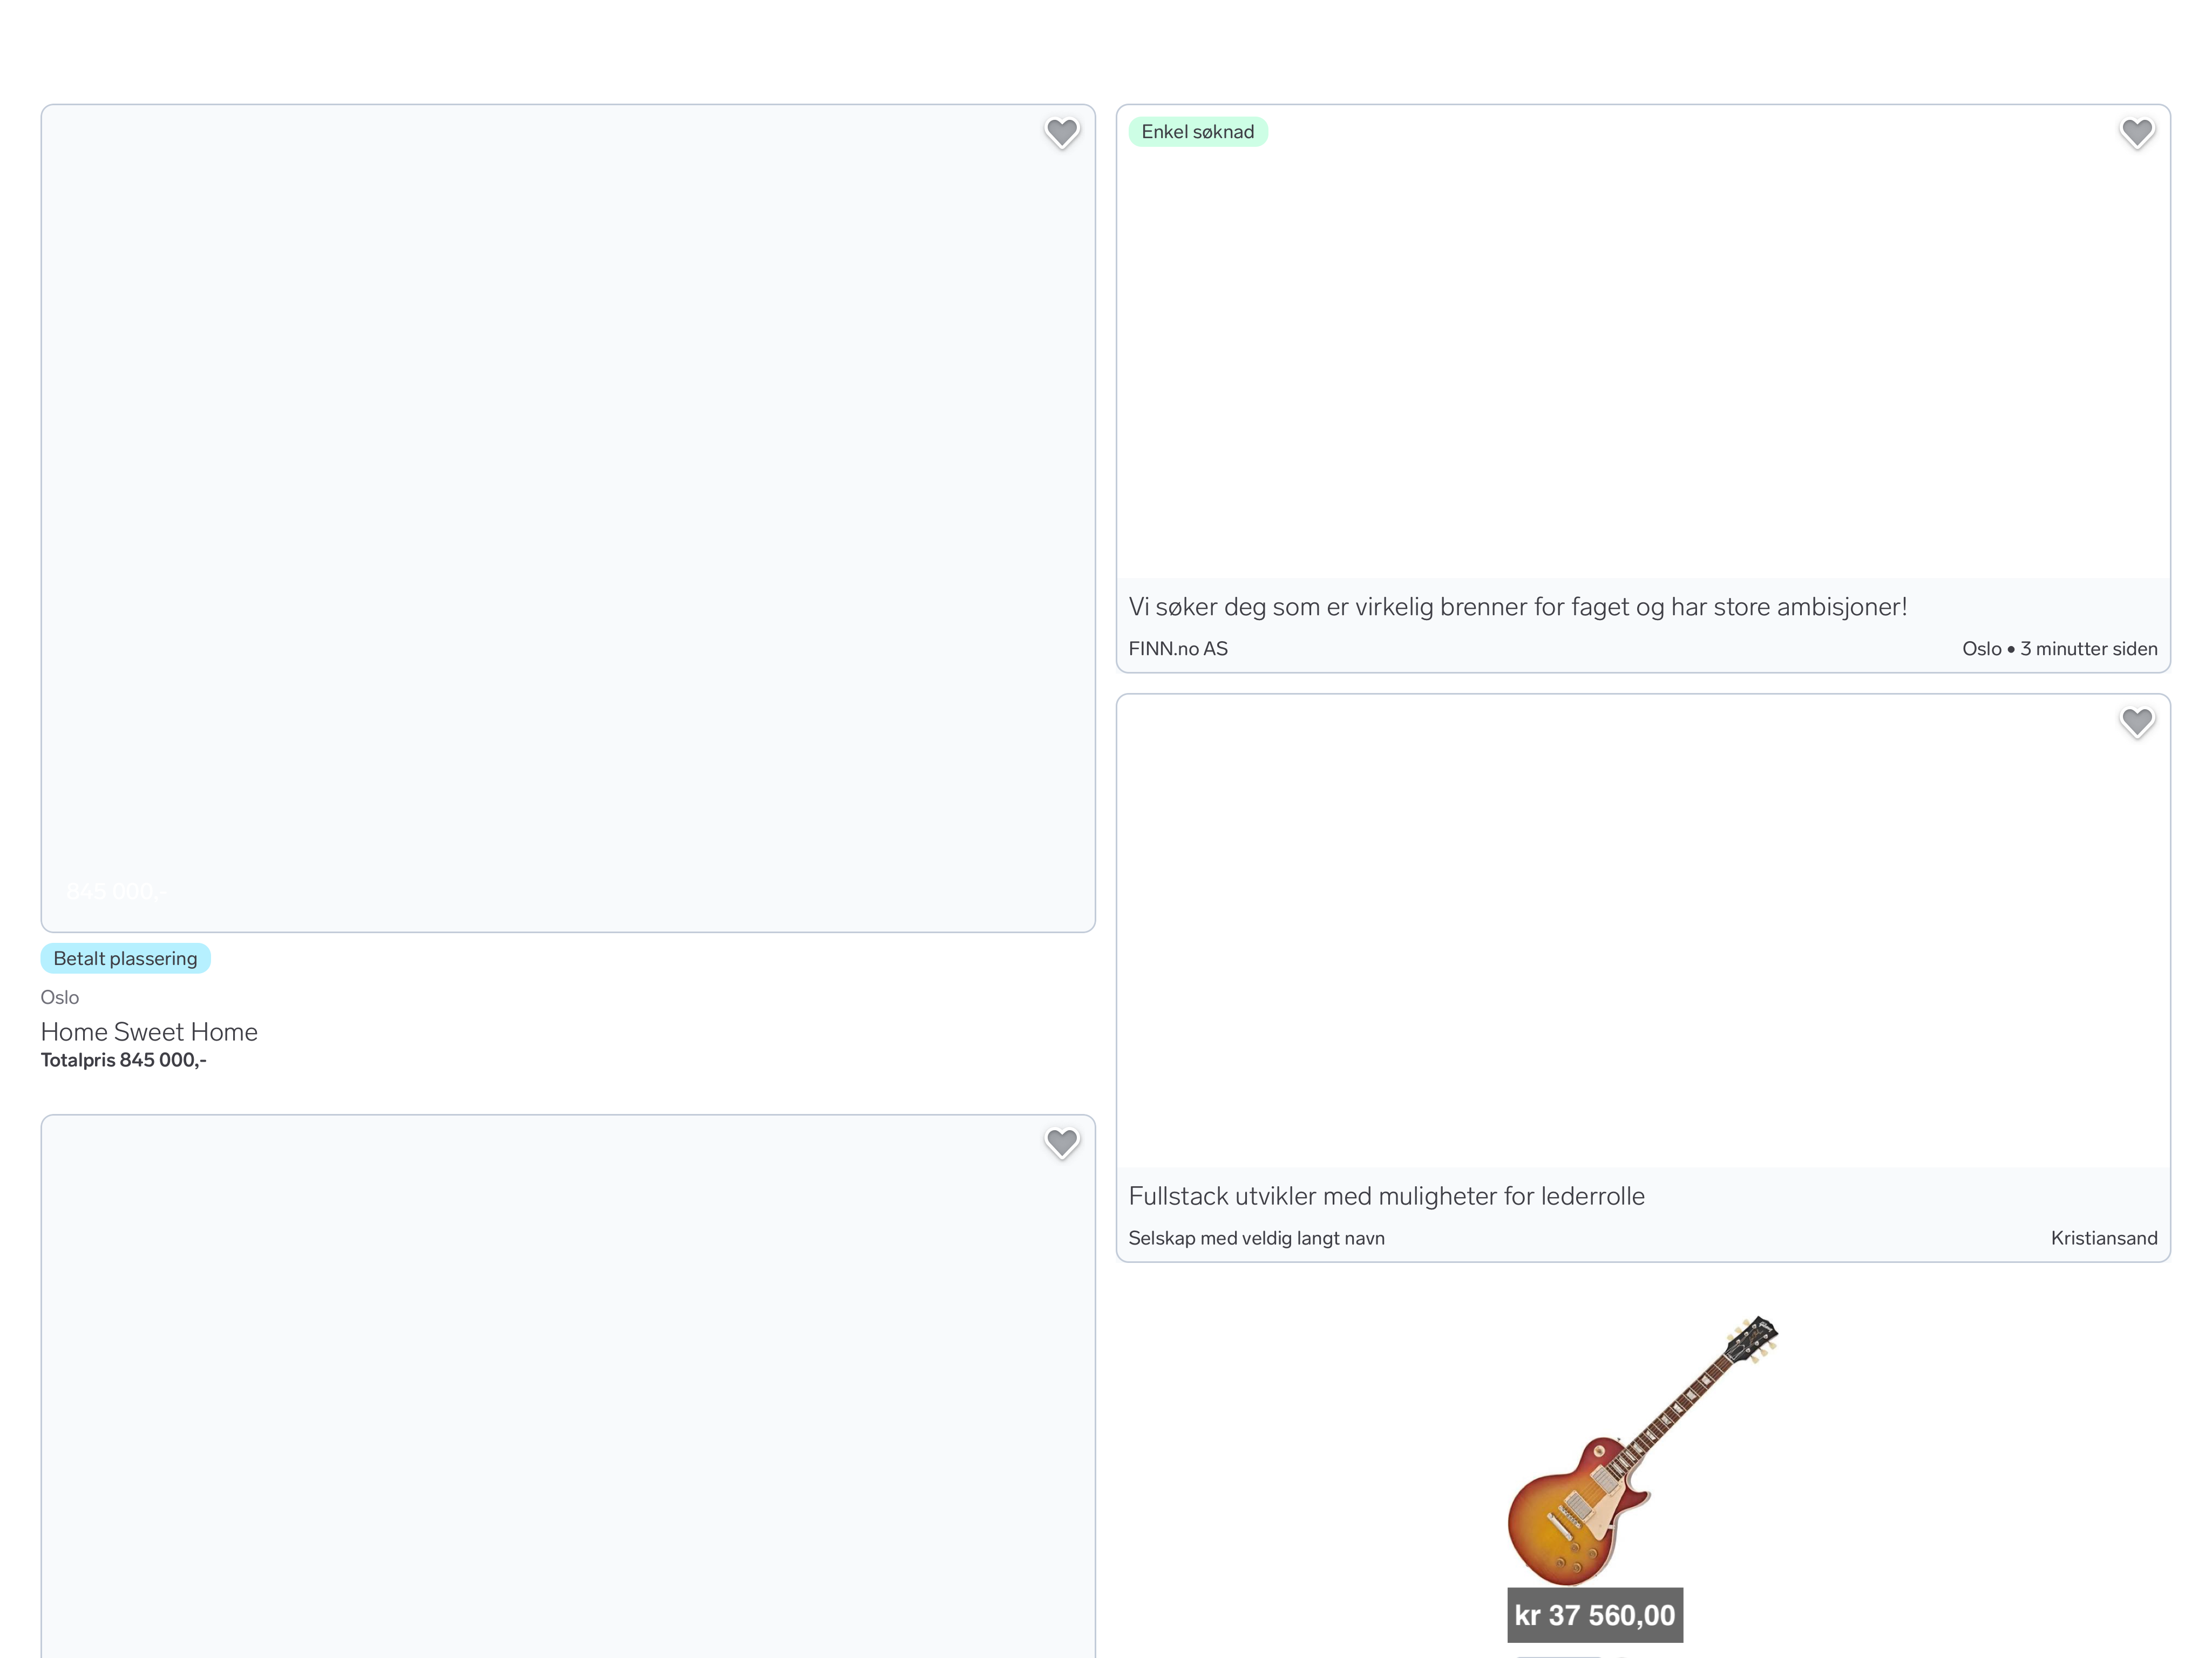 845 000,-
Betalt plassering
Oslo
Home Sweet Home
Totalpris 845 000,-
Enkel søknad
Vi søker deg som er virkelig brenner for faget og har store ambisjoner!
FINN.no AS
Oslo • 3 minutter siden
Fullstack utvikler med muligheter for lederrolle
Selskap med veldig langt navn
Kristiansand
kr 37 560,00